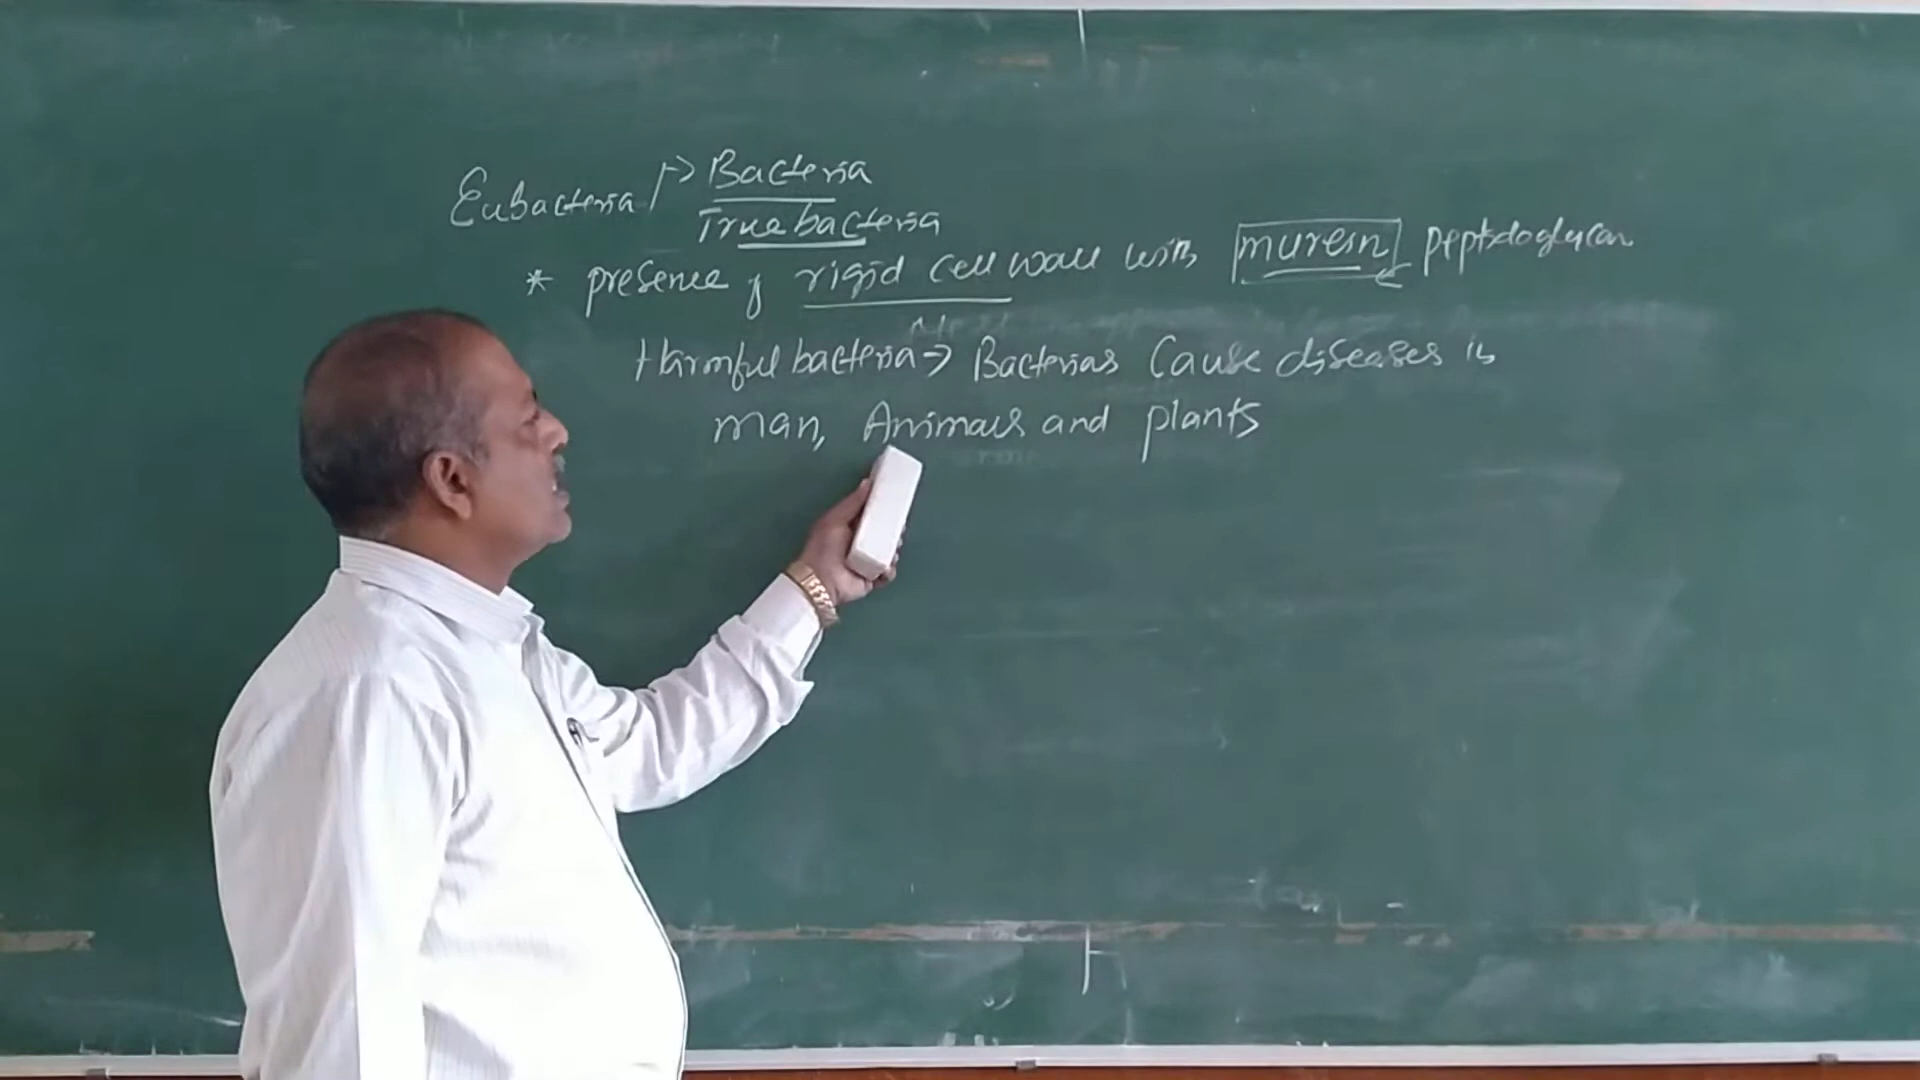 Eubacteria / -> Bacteria
True bacteria
* presence of rigid cell wall with murein peptidoglycan
Harmful bacteria -> Bacterias Cause diseases in
man, Animals and plants